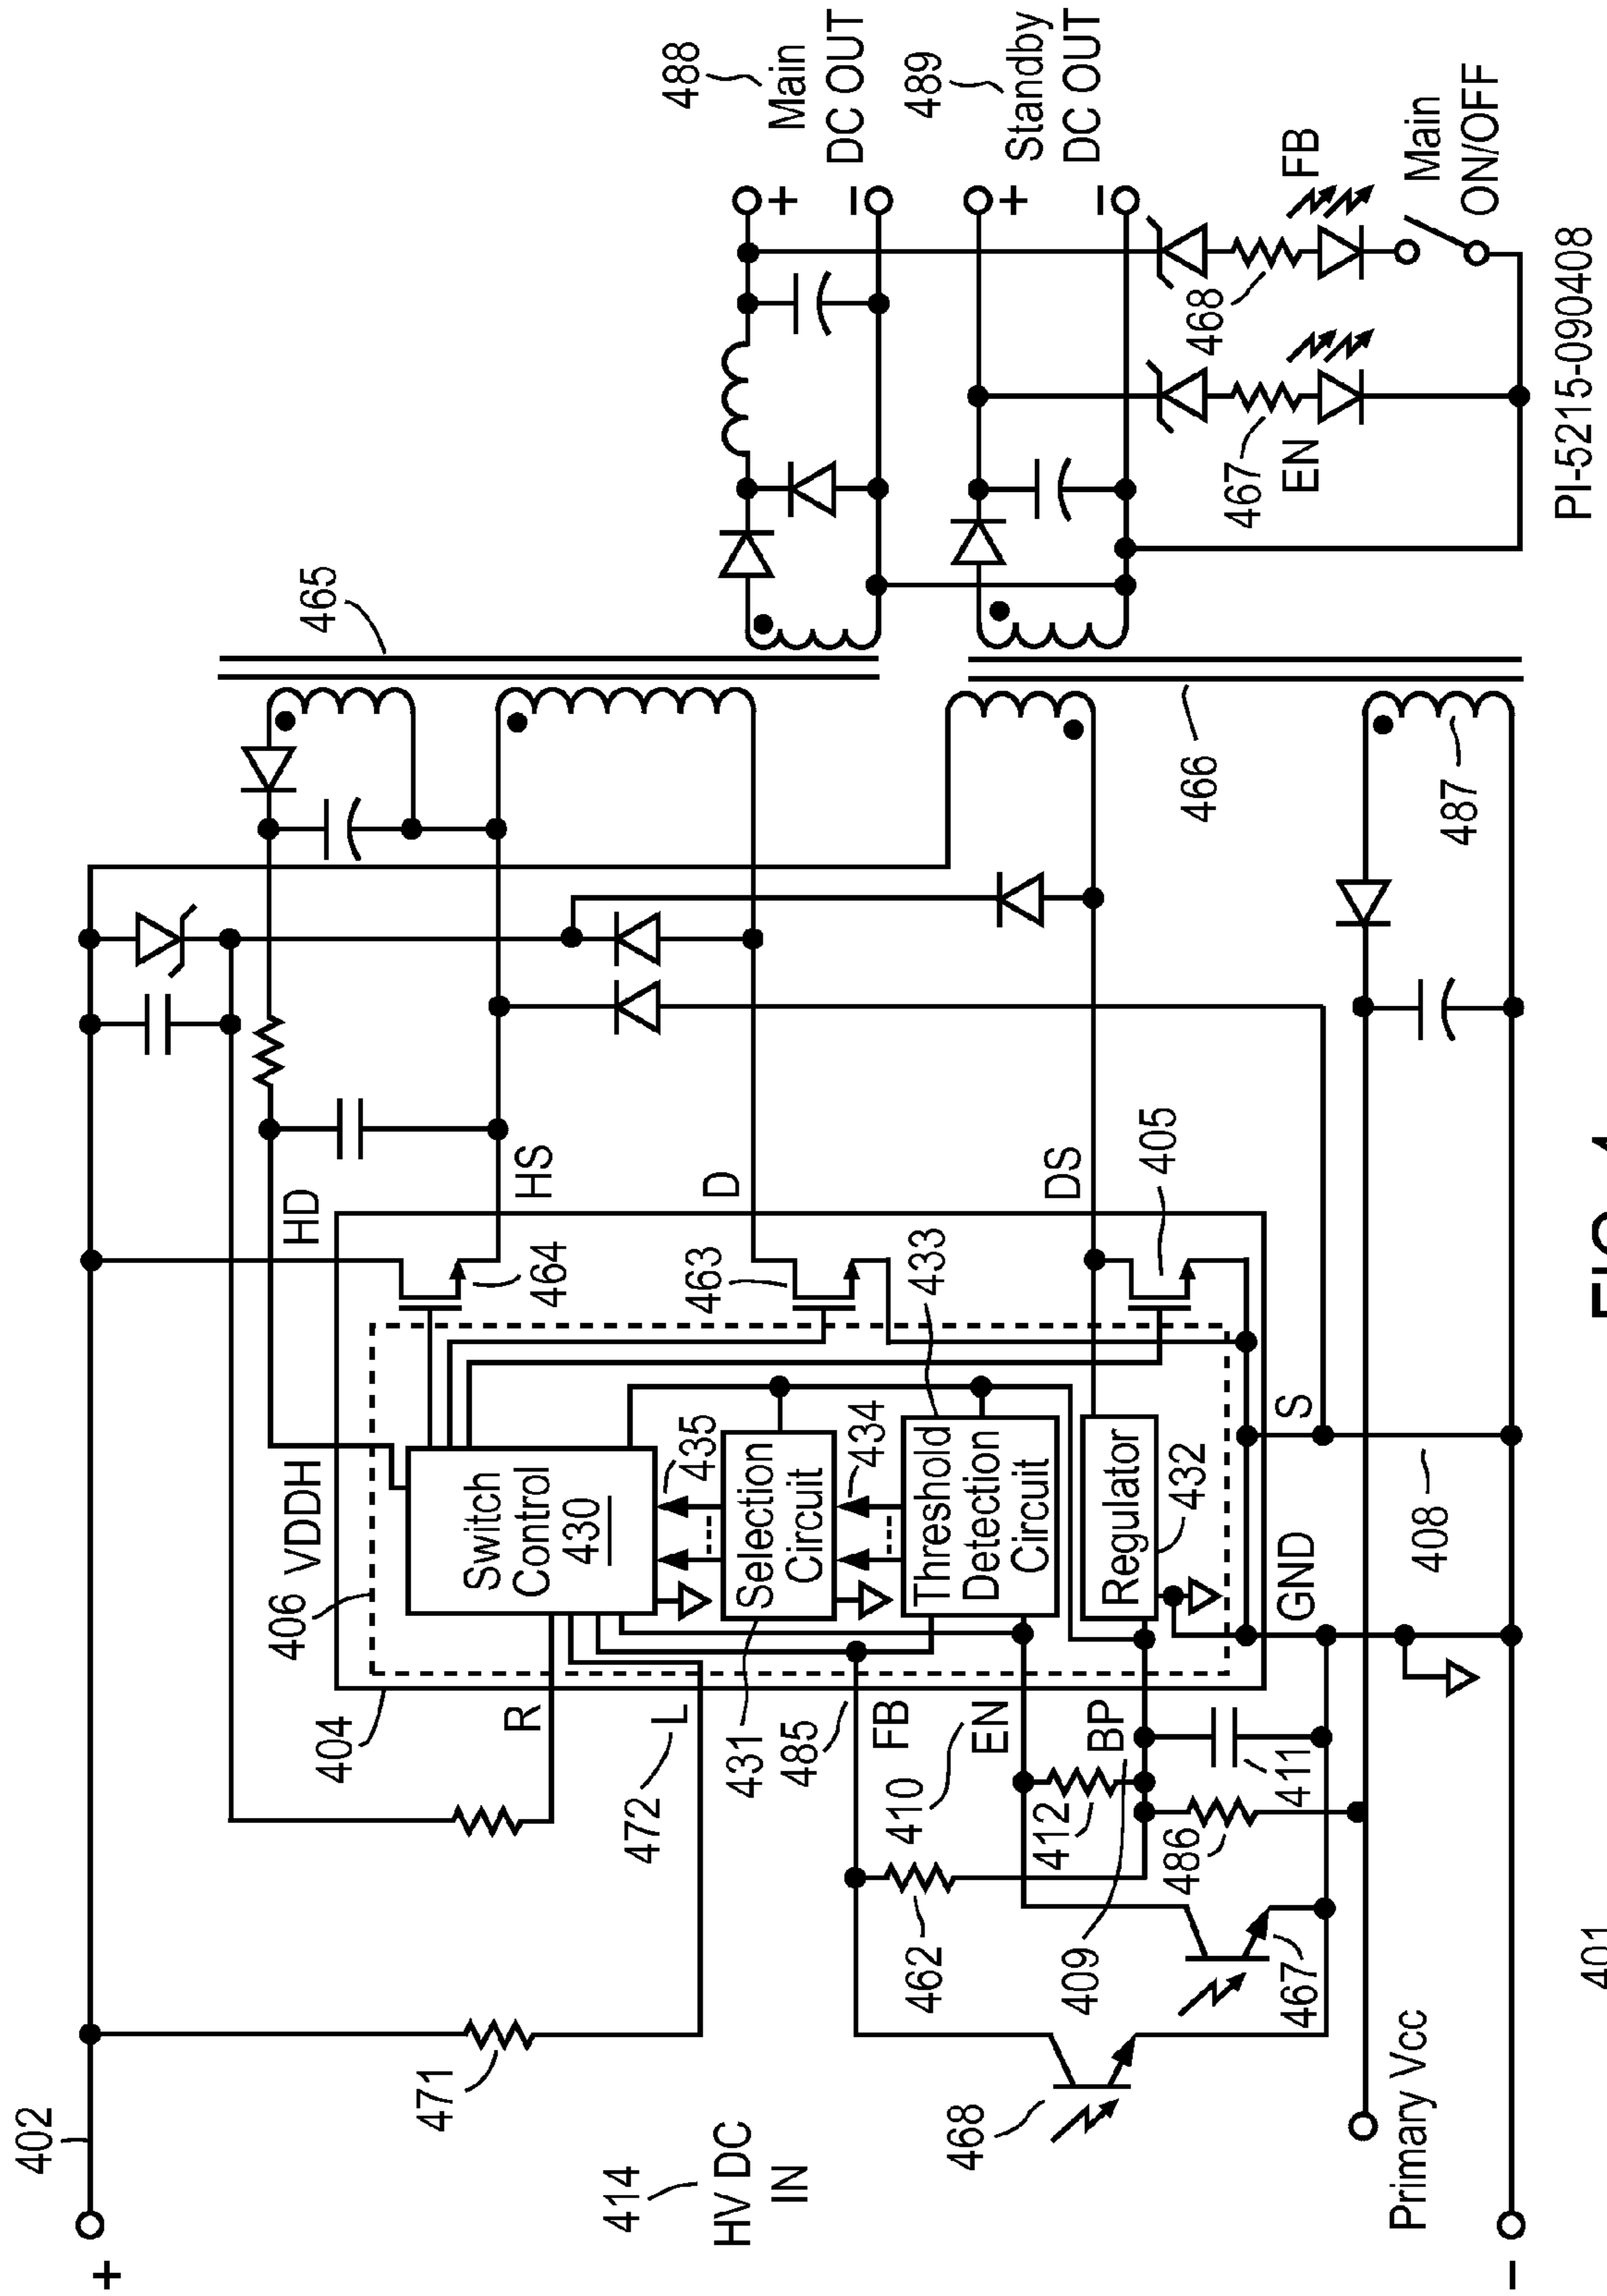 402
+
414
HV DC
IN
471
472
L
R
404
406
VDDH
HD
HS
D
DS
464
463
433
405
Switch
Control
430
435
Selection
Circuit
434
Threshold
Detection
Circuit
Regulator
432
431
485
FB
410
EN
BP
409
412
462
486
411
467
468
GND
S
408
Primary Vcc
−
401
465
466
487
488
Main
DC OUT
+
−
489
Standby
DC OUT
+
−
467
EN
468
FB
Main
ON/OFF
PI-5215-090408